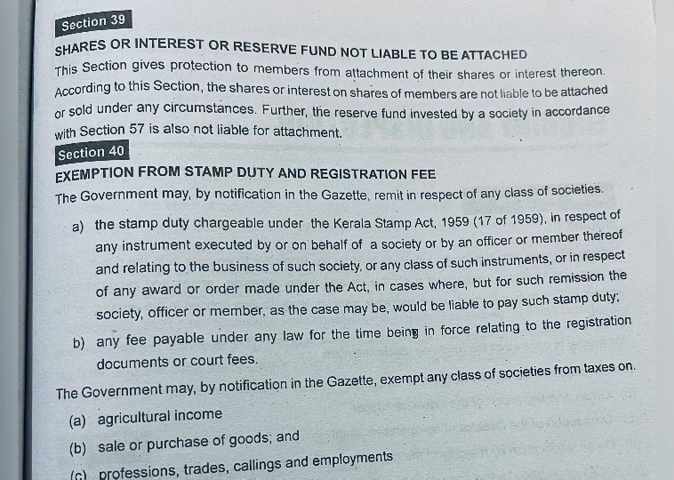 Section 39
SHARES OR INTEREST OR RESERVE FUND NOT LIABLE TO BE ATTACHED
This Section gives protection to members from attachment of their shares or interest thereon.
According to this Section, the shares or interest on shares of members are not liable to be attached
or sold under any circumstances. Further, the reserve fund invested by a society in accordance
with Section 57 is also not liable for attachment.
Section 40
EXEMPTION FROM STAMP DUTY AND REGISTRATION FEE
The Government may, by notification in the Gazette, remit in respect of any class of societies.
a) the stamp duty chargeable under the Kerala Stamp Act, 1959 (17 of 1959), in respect of
any instrument executed by or on behalf of a society or by an officer or member thereof
and relating to the business of such society, or any class of such instruments, or in respect
of any award or order made under the Act, in cases where, but for such remission the
society, officer or member, as the case may be, would be liable to pay such stamp duty;
b) any fee payable under any law for the time being in force relating to the registration
documents or court fees.
The Government may, by notification in the Gazette, exempt any class of societies from taxes on.
(a) agricultural income
(b) sale or purchase of goods; and
(c) professions, trades, callings and employments